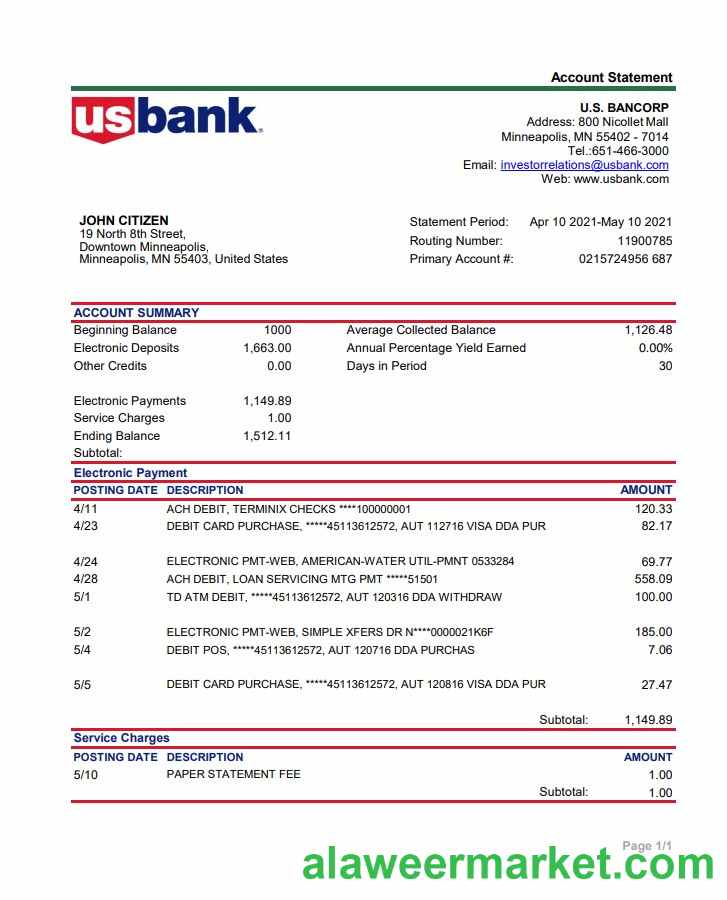 Account Statement
usbank
U.S. BANCORP
Address: 800 Nicollet Mall
Minneapolis, MN 55402 - 7014
Tel.:651-466-3000
Email: investorrelations@usbank.com
Web: www.usbank.com
JOHN CITIZEN
19 North 8th Street,
Downtown Minneapolis,
Minneapolis, MN 55403, United States
Statement Period: Apr 10 2021-May 10 2021
Routing Number: 11900785
Primary Account #: 0215724956 687
ACCOUNT SUMMARY
Beginning Balance 1000 Average Collected Balance 1,126.48
Electronic Deposits 1,663.00 Annual Percentage Yield Earned 0.00%
Other Credits 0.00 Days in Period 30
Electronic Payments 1,149.89
Service Charges 1.00
Ending Balance 1,512.11
Subtotal:
Electronic Payment
POSTING DATE DESCRIPTION AMOUNT
4/11 ACH DEBIT, TERMINIX CHECKS ****100000001 120.33
4/23 DEBIT CARD PURCHASE, *****45113612572, AUT 112716 VISA DDA PUR 82.17
4/24 ELECTRONIC PMT-WEB, AMERICAN-WATER UTIL-PMNT 0533284 69.77
4/28 ACH DEBIT, LOAN SERVICING MTG PMT *****51501 558.09
5/1 TD ATM DEBIT, *****45113612572, AUT 120316 DDA WITHDRAW 100.00
5/2 ELECTRONIC PMT-WEB, SIMPLE XFERS DR N****0000021K6F 185.00
5/4 DEBIT POS, *****45113612572, AUT 120716 DDA PURCHAS 7.06
5/5 DEBIT CARD PURCHASE, *****45113612572, AUT 120816 VISA DDA PUR 27.47
Subtotal: 1,149.89
Service Charges
POSTING DATE DESCRIPTION AMOUNT
5/10 PAPER STATEMENT FEE 1.00
Subtotal: 1.00
Page 1/1
alaweermarket.com